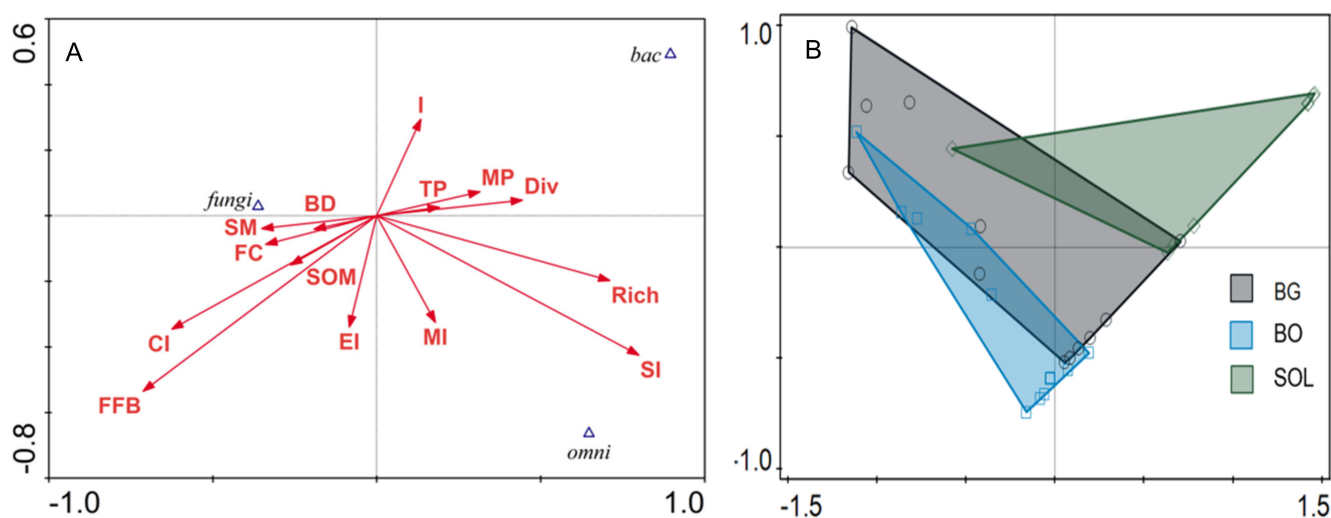 A
0.6
-0.8
-1.0
1.0
bac
I
MP
TP
Div
fungi
BD
SM
FC
SOM
Rich
CI
EI
MI
SI
FFB
omni
B
1.0
-1.0
-1.5
1.5
BG
BO
SOL